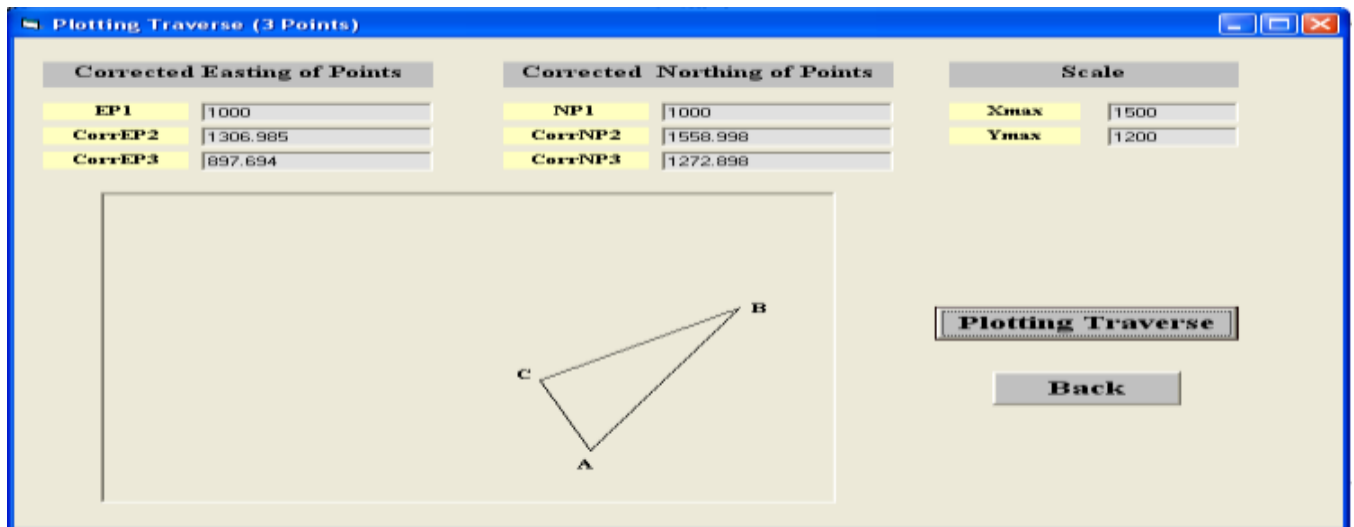 Plotting Traverse (3 Points)
Corrected Easting of Points Corrected Northing of Points Scale
EP1 1000 NP1 1000 Xmax 1500
CorrEP2 1306.985 CorrNP2 1558.998 Ymax 1200
CorrEP3 897.694 CorrNP3 1272.898
B
Plotting Traverse
C
Back
A